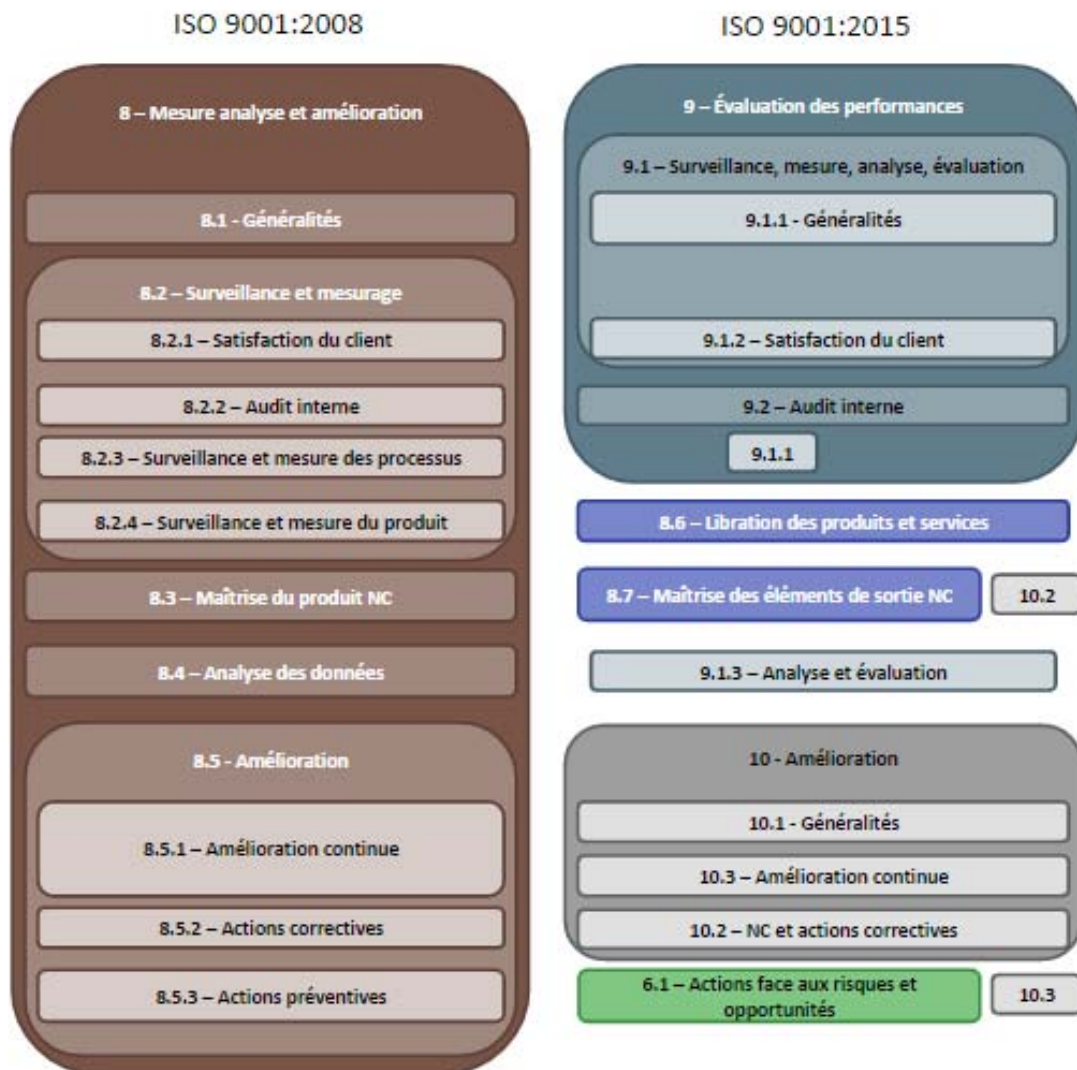 ISO 9001:2008
8 – Mesure analyse et amélioration
8.1 - Généralités
8.2 – Surveillance et mesurage
8.2.1 – Satisfaction du client
8.2.2 – Audit interne
8.2.3 – Surveillance et mesure des processus
8.2.4 – Surveillance et mesure du produit
8.3 – Maîtrise du produit NC
8.4 – Analyse des données
8.5 - Amélioration
8.5.1 – Amélioration continue
8.5.2 – Actions correctives
8.5.3 – Actions préventives
ISO 9001:2015
9 – Évaluation des performances
9.1 – Surveillance, mesure, analyse, évaluation
9.1.1 - Généralités
9.1.2 – Satisfaction du client
9.2 – Audit interne
9.1.1
8.6 – Libration des produits et services
8.7 – Maîtrise des éléments de sortie NC
10.2
9.1.3 – Analyse et évaluation
10 - Amélioration
10.1 - Généralités
10.3 – Amélioration continue
10.2 – NC et actions correctives
6.1 – Actions face aux risques et
opportunités
10.3